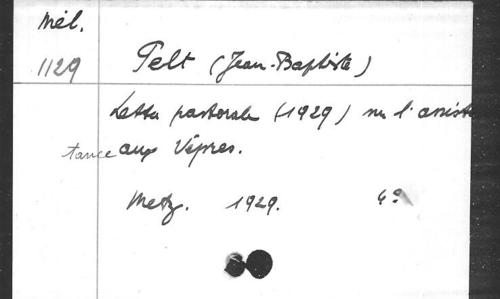 Mél.
1129 Pelt (Jean-Baptiste)
Lettre pastorale (1929) sur l'assis
tance aux Vêpres.
Metz. 1929. 4°